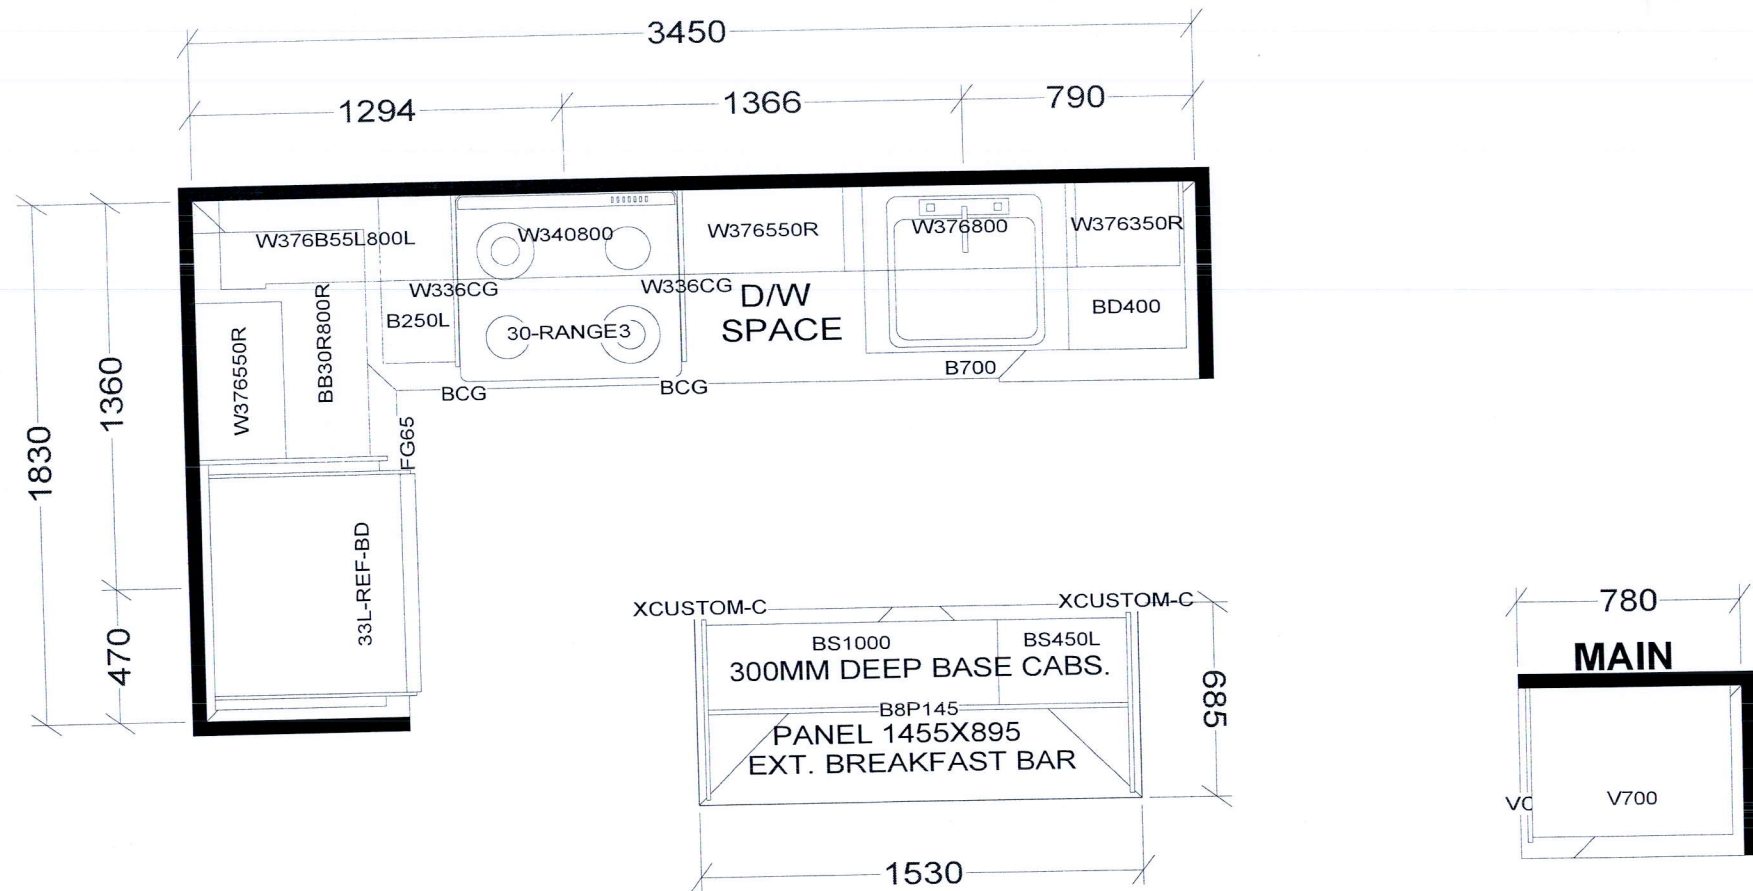 3450
1294
1366
790
W376B55L800L
W340800
W376550R
W376800
W376350R
W336CG
W336CG
D/W
SPACE
B250L
30-RANGE3
BD400
BB30R800R
W376550R
B700
BCG
BCG
FG65
1360
1830
470
33L-REF-BD
XCUSTOM-C
XCUSTOM-C
BS1000
BS450L
300MM DEEP BASE CABS.
B8P145
PANEL 1455X895
EXT. BREAKFAST BAR
685
1530
780
MAIN
VC
V700